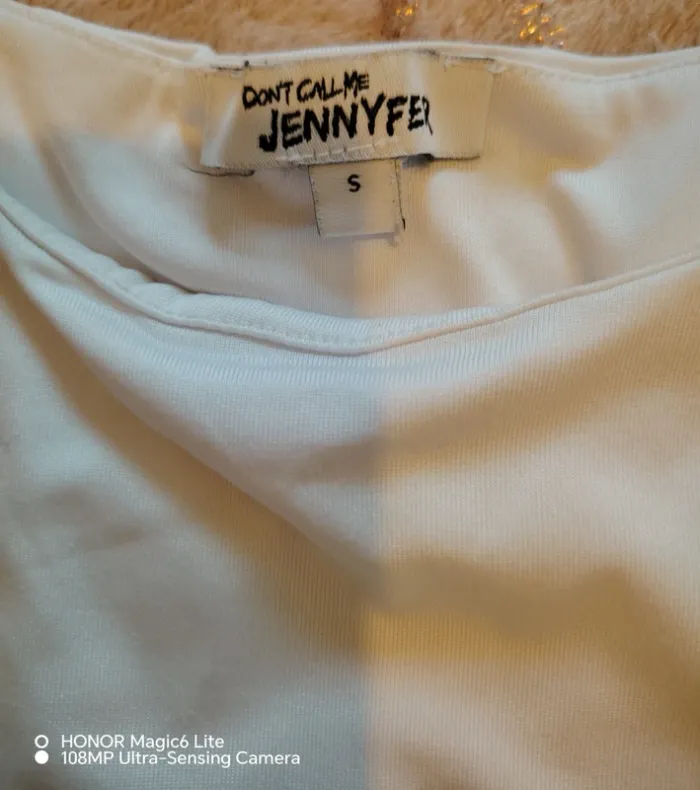 DON'T CALL ME
JENNYFER
S
HONOR Magic6 Lite
108MP Ultra-Sensing Camera